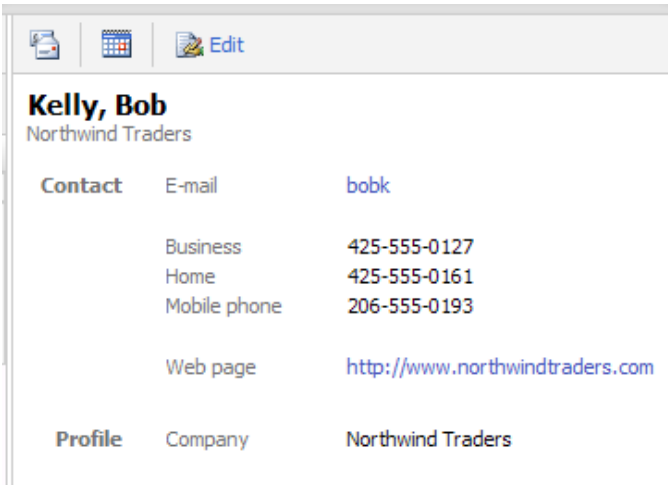 Edit
Kelly, Bob
Northwind Traders
Contact E-mail bobk
Business 425-555-0127
Home 425-555-0161
Mobile phone 206-555-0193
Web page http://www.northwindtraders.com
Profile Company Northwind Traders